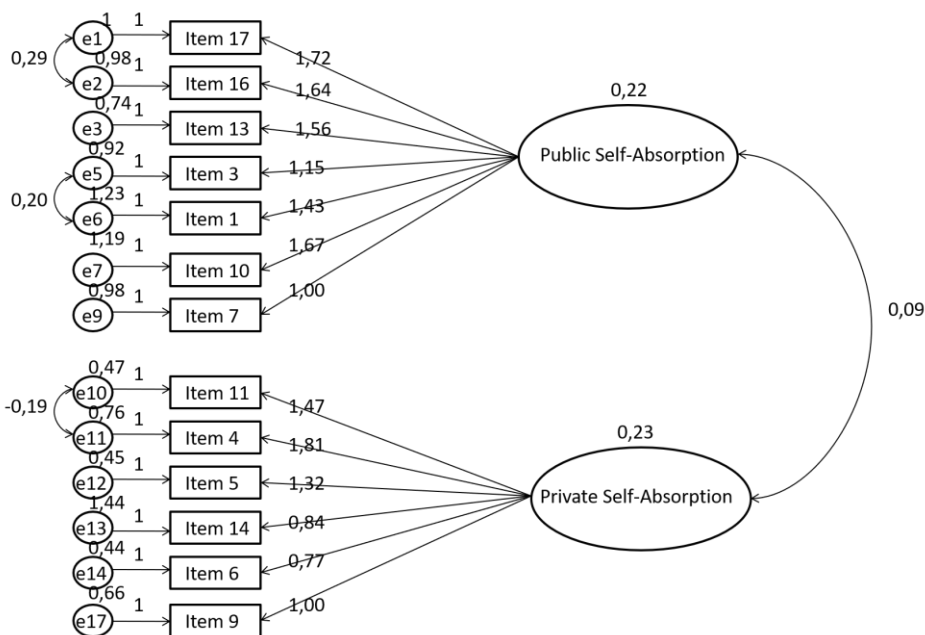 1 1
e1 Item 17
0,29 0,98 1 1,72
e2 Item 16 1,64 0,22
0,74 1
e3 Item 13 1,56
0,92 1 Public Self-Absorption
e5 Item 3 1,15
0,20 1,23 1
e6 Item 1 1,43
1,19 1 1,67
e7 Item 10
0,98 1 1,00
e9 Item 7 0,09
0,47 1
e10 Item 11
-0,19 0,76 1 1,47
e11 Item 4 1,81 0,23
0,45 1
e12 Item 5 1,32
1,44 1 Private Self-Absorption
e13 Item 14 0,84
0,44 1
e14 Item 6 0,77
0,66 1 1,00
e17 Item 9